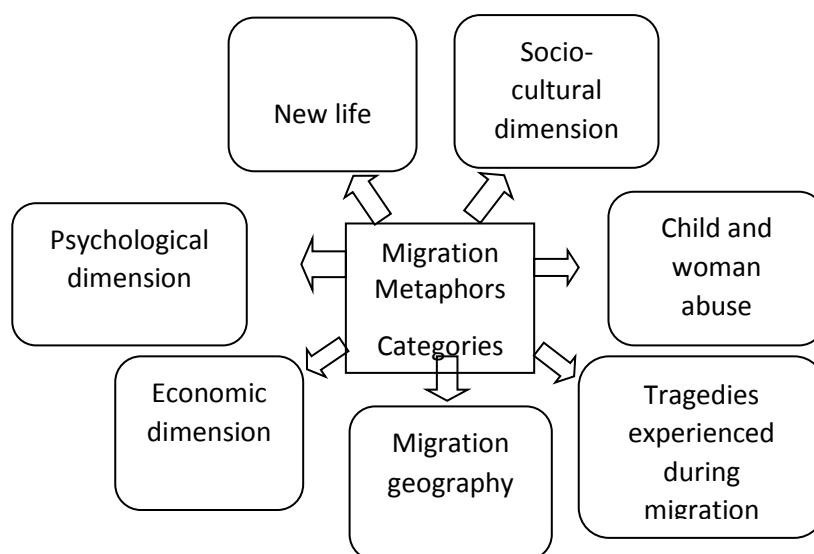 New life
Socio-
cultural
dimension
Psychological
dimension
Migration
Metaphors
Categories
Child and
woman
abuse
Economic
dimension
Migration
geography
Tragedies
experienced
during
migration